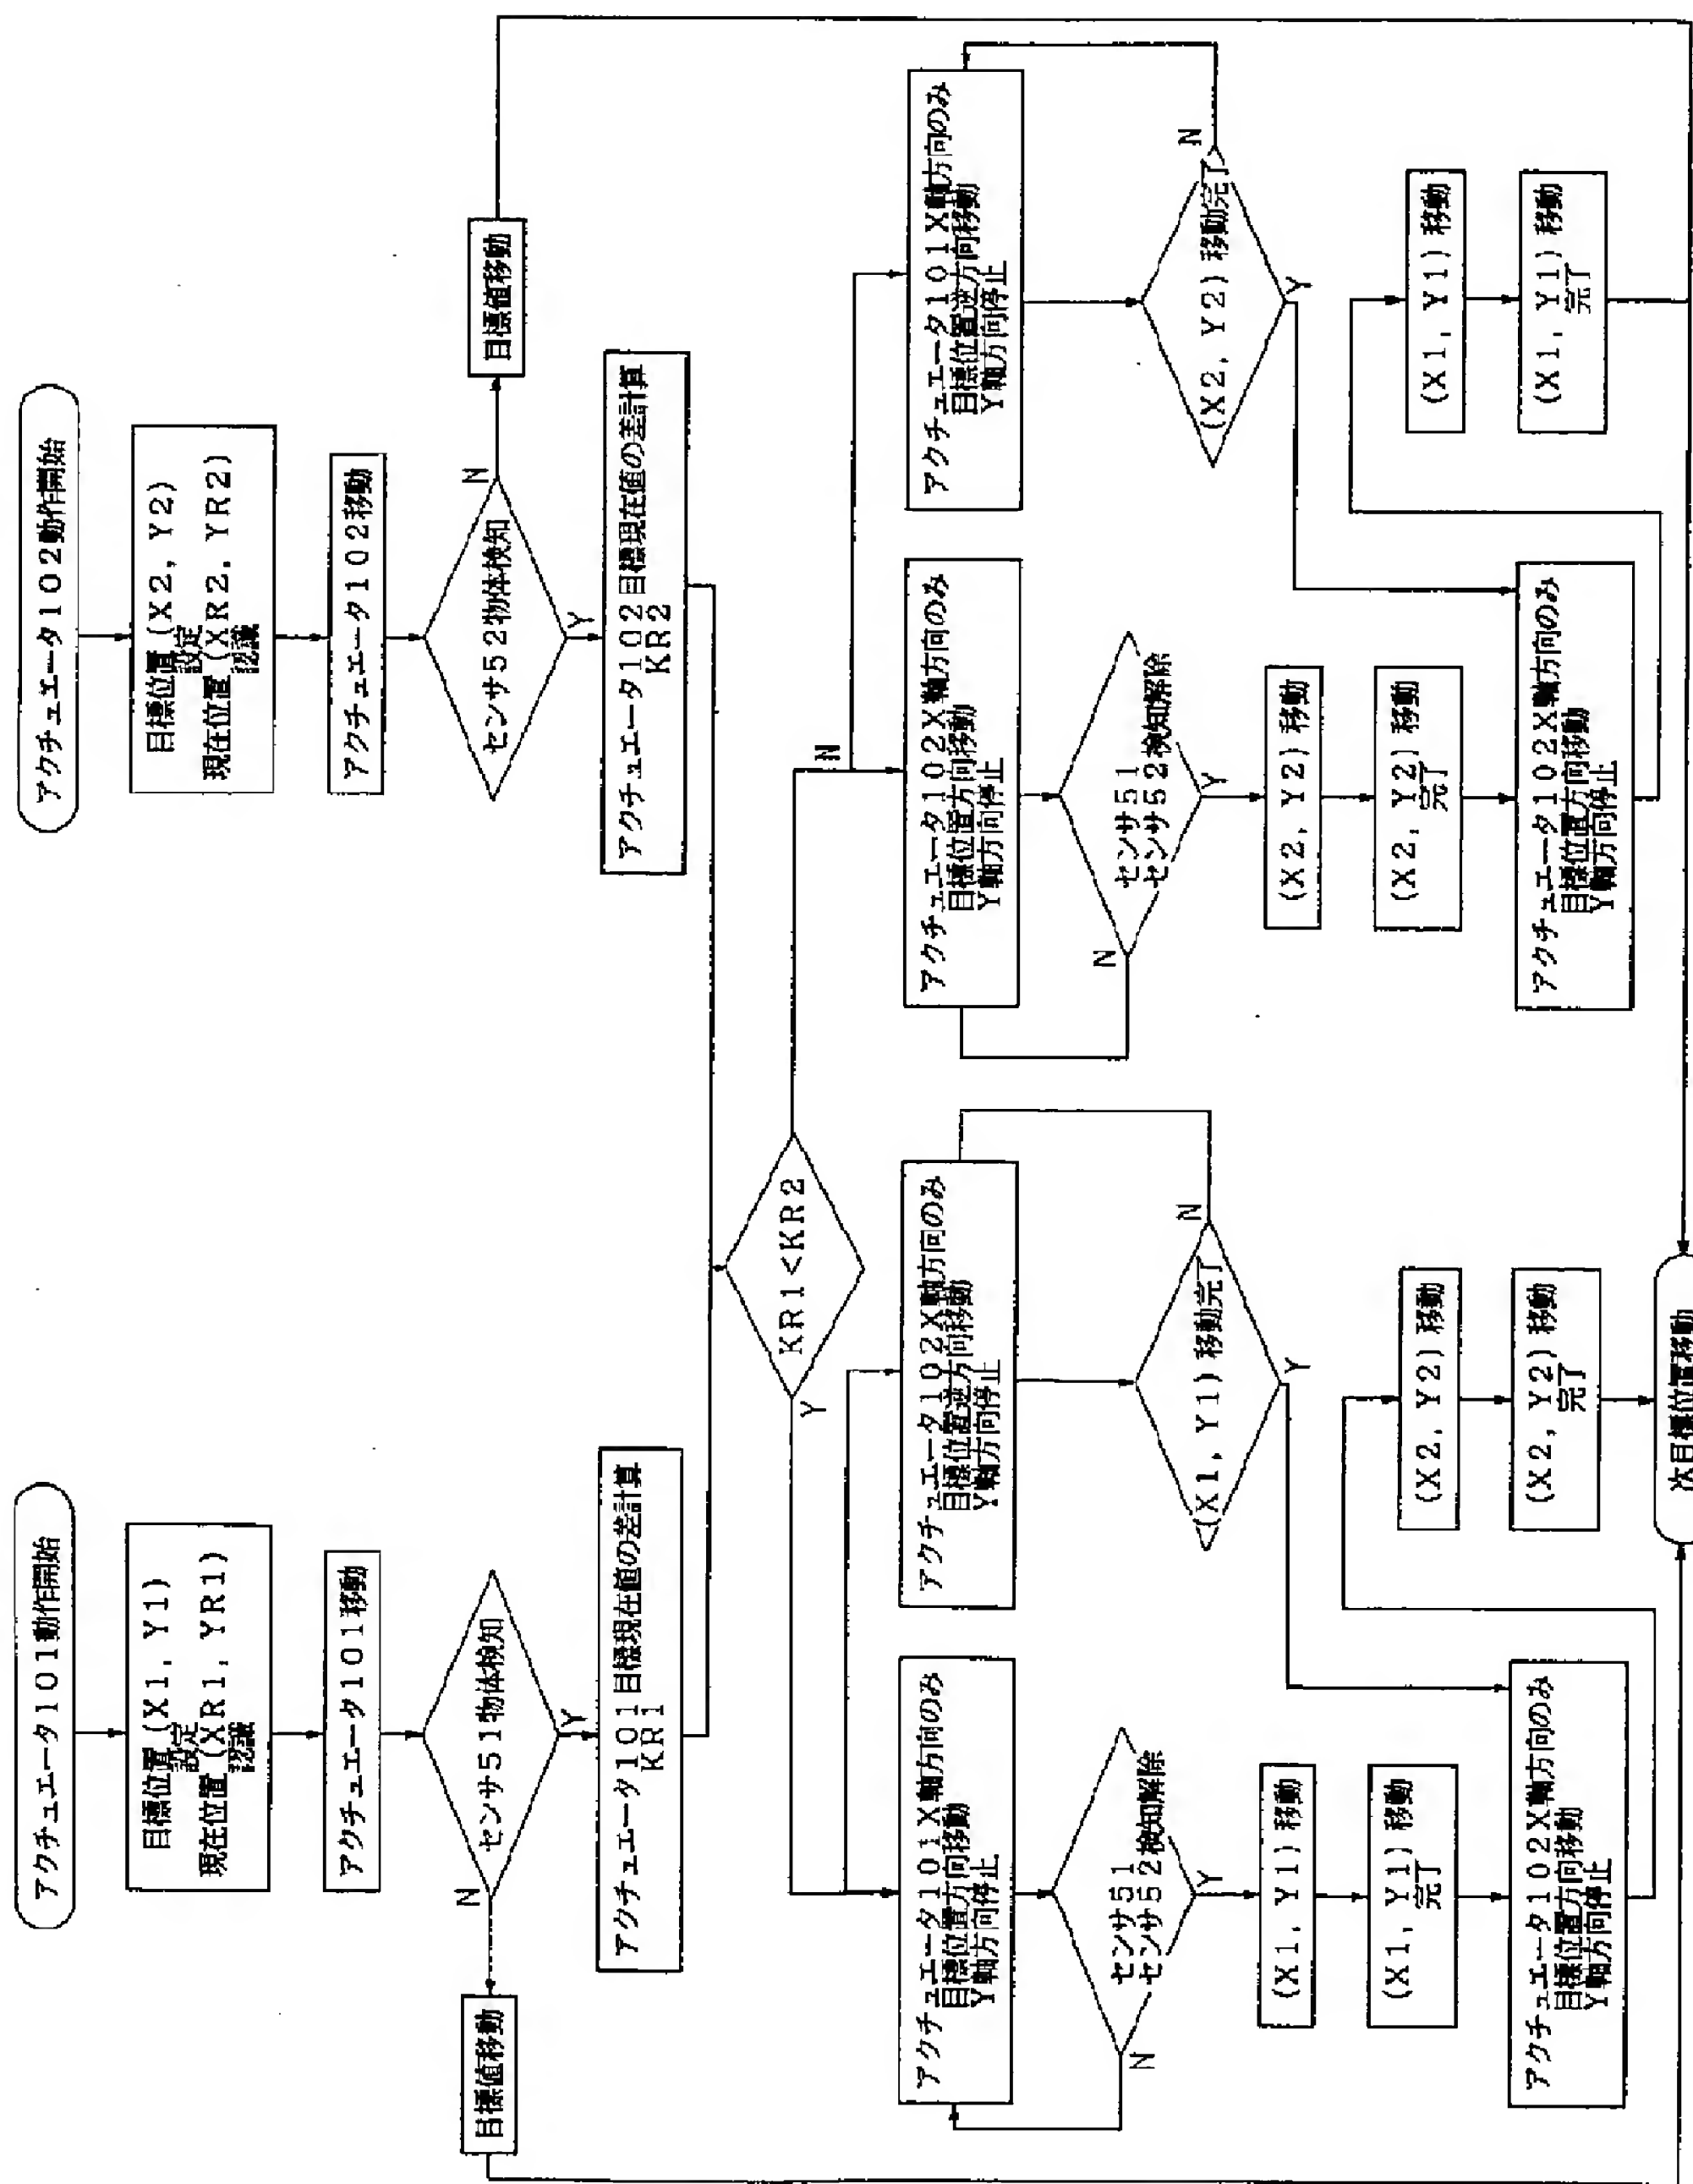 アクチュエータ101動作開始
目標位置(X1, Y1)
設定
現在位置(XR1, YR1)
認識
アクチュエータ101移動
センサ51物体検知
N
Y
目標値移動
アクチュエータ101目標現在値の差計算
KR1
アクチュエータ102動作開始
目標位置(X2, Y2)
設定
現在位置(XR2, YR2)
認識
アクチュエータ102移動
センサ52物体検知
N
Y
目標値移動
アクチュエータ102目標現在値の差計算
KR2
KR1<KR2
Y
N
アクチュエータ101X軸方向のみ
目標位置方向移動
Y軸方向停止
センサ51
センサ52検知解除
N
Y
(X1, Y1)移動
(X1, Y1)移動
完了
アクチュエータ102X軸方向のみ
目標位置方向移動
Y軸方向停止
アクチュエータ102X軸方向のみ
目標位置逆方向移動
Y軸方向停止
(X1, Y1)移動完了
N
Y
(X2, Y2)移動
(X2, Y2)移動
完了
アクチュエータ102X軸方向のみ
目標位置方向移動
Y軸方向停止
センサ51
センサ52検知解除
N
Y
(X2, Y2)移動
(X2, Y2)移動
完了
アクチュエータ102X軸方向のみ
目標位置方向移動
Y軸方向停止
アクチュエータ101X軸方向のみ
目標位置逆方向移動
Y軸方向停止
(X2, Y2)移動完了
N
Y
(X1, Y1)移動
(X1, Y1)移動
完了
次目標位置移動